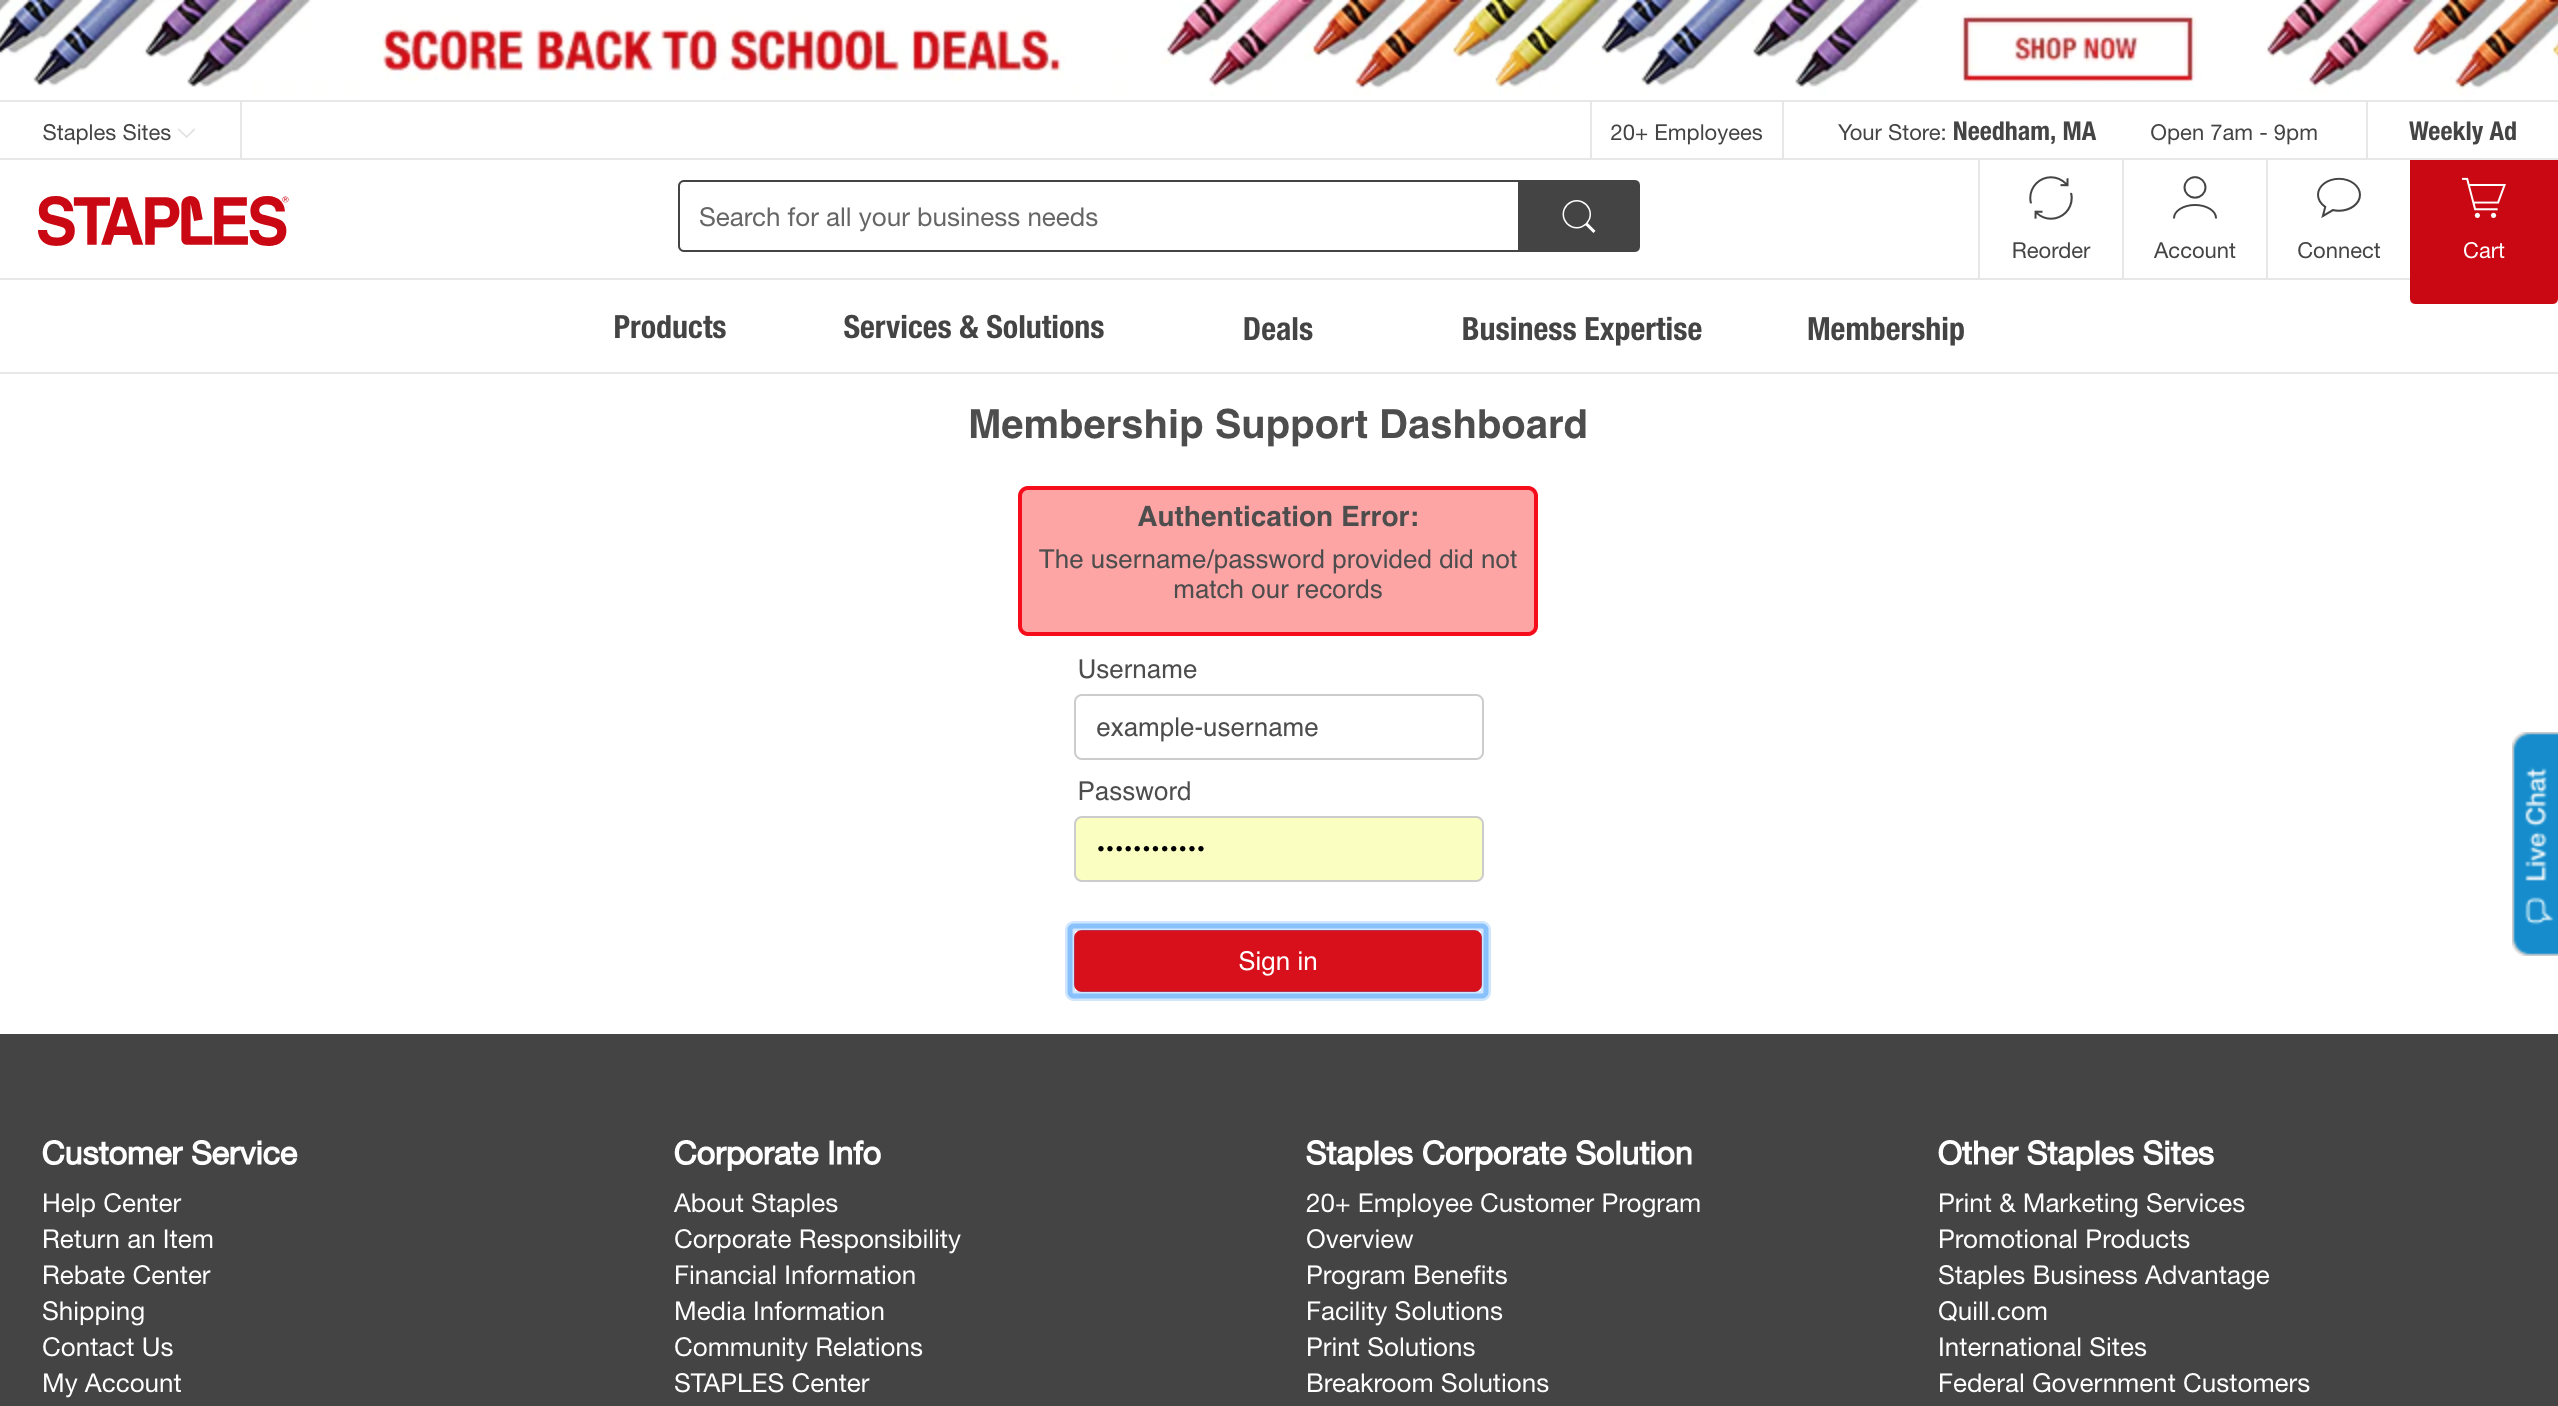 SCORE BACK TO SCHOOL DEALS.
SHOP NOW
Staples Sites
20+ Employees
Your Store: Needham, MA
Open 7am - 9pm
Weekly Ad
STAPLES®
Search for all your business needs
Reorder
Account
Connect
Cart
Products
Services & Solutions
Deals
Business Expertise
Membership
Membership Support Dashboard
Authentication Error:
The username/password provided did not
match our records
Username
example-username
Password
••••••••••••
Sign in
Live Chat
Customer Service
Help Center
Return an Item
Rebate Center
Shipping
Contact Us
My Account
Corporate Info
About Staples
Corporate Responsibility
Financial Information
Media Information
Community Relations
STAPLES Center
Staples Corporate Solution
20+ Employee Customer Program
Overview
Program Benefits
Facility Solutions
Print Solutions
Breakroom Solutions
Other Staples Sites
Print & Marketing Services
Promotional Products
Staples Business Advantage
Quill.com
International Sites
Federal Government Customers